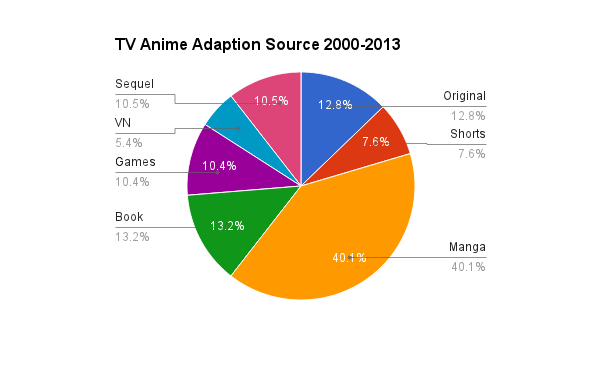 TV Anime Adaption Source 2000-2013
Sequel
10.5%
VN
5.4%
Games
10.4%
Book
13.2%
Original
12.8%
Shorts
7.6%
Manga
40.1%
10.5%
12.8%
7.6%
10.4%
13.2%
40.1%